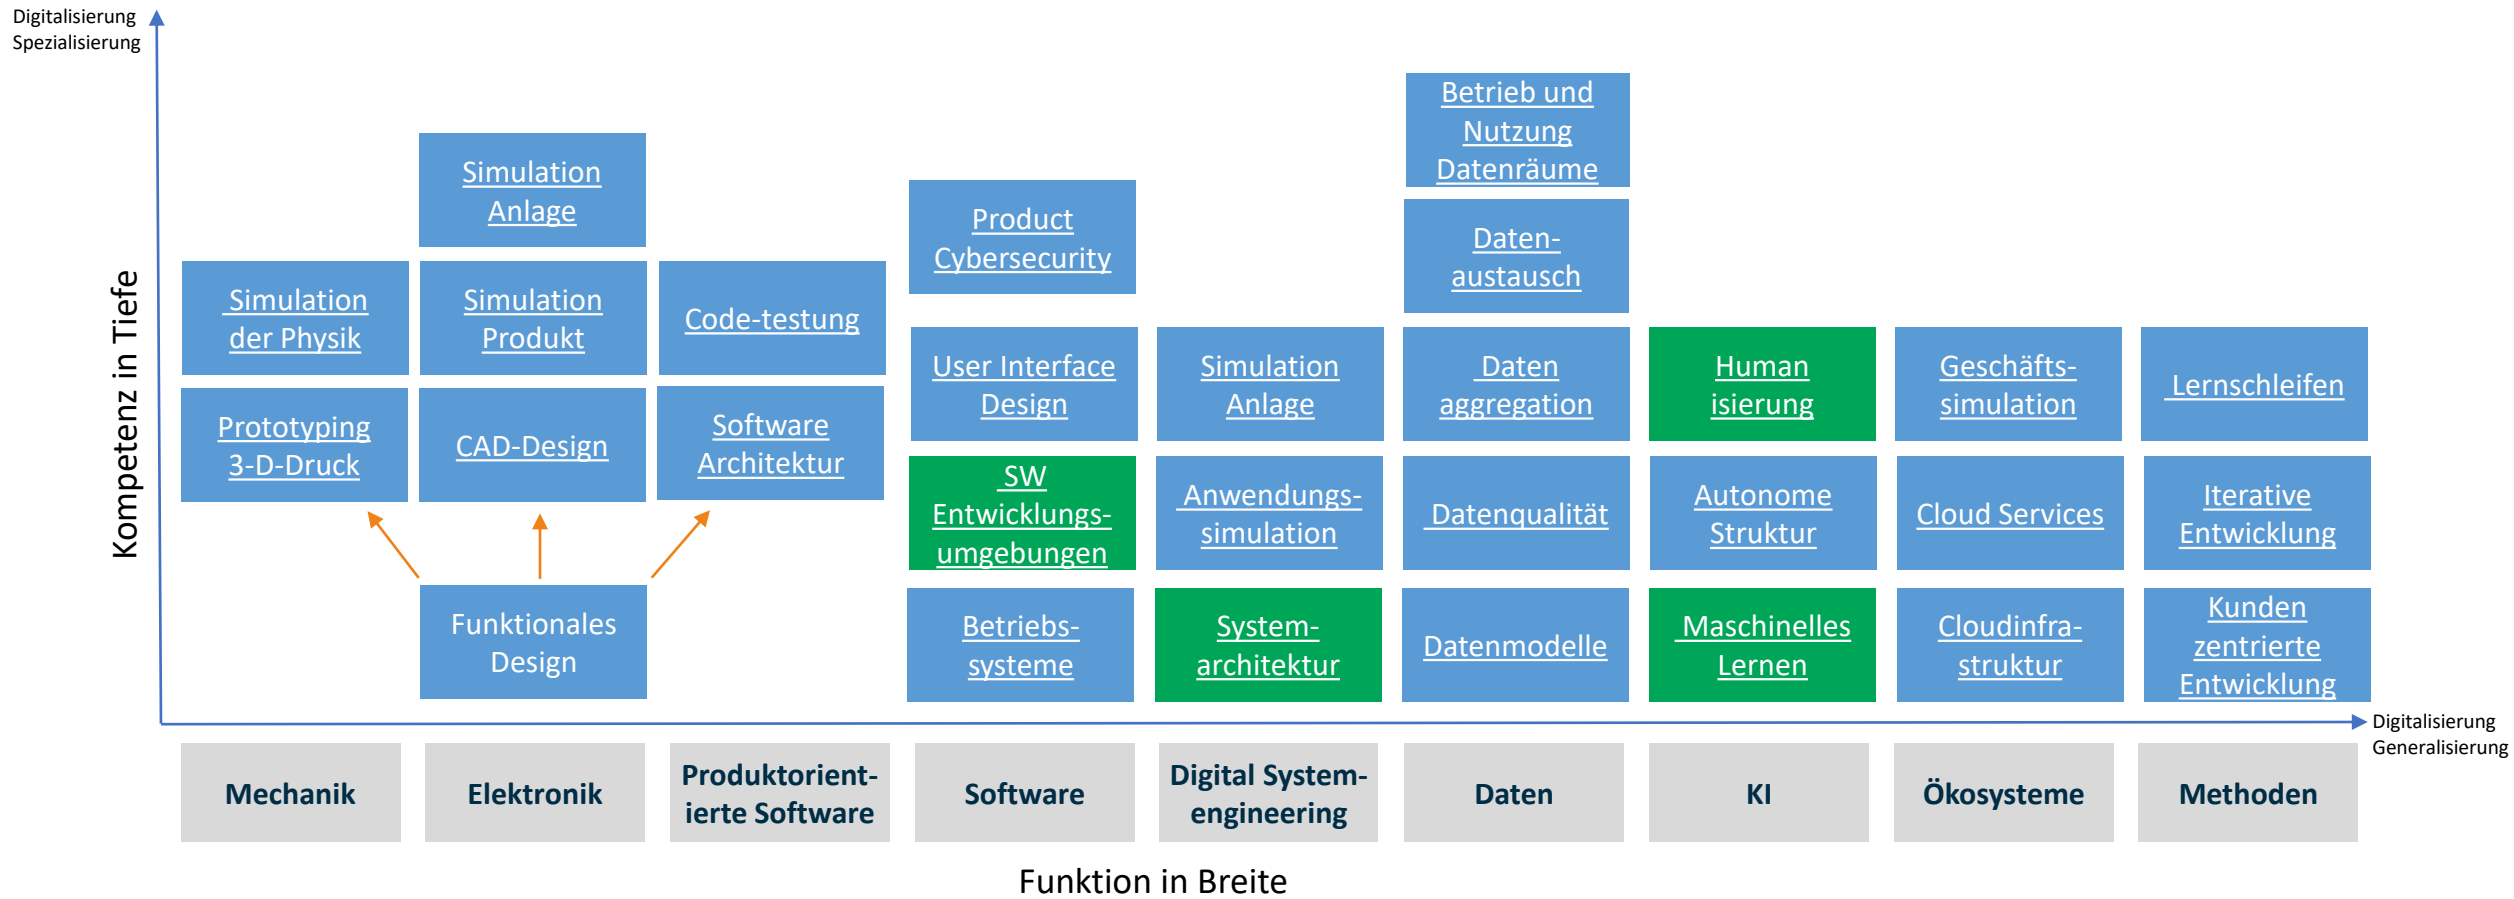 Digitalisierung
Spezialisierung
Kompetenz in Tiefe
Simulation
der Physik
Prototyping
3-D-Druck
Simulation
Anlage
Simulation
Produkt
CAD-Design
Funktionales
Design
Code-testung
Software
Architektur
Product
Cybersecurity
User Interface
Design
SW
Entwicklungs-
umgebungen
Betriebs-
systeme
Simulation
Anlage
Anwendungs-
simulation
System-
architektur
Betrieb und
Nutzung
Datenräume
Daten-
austausch
Daten
aggregation
Datenqualität
Datenmodelle
Human
isierung
Autonome
Struktur
Maschinelles
Lernen
Geschäfts-
simulation
Cloud Services
Cloudinfra-
struktur
Lernschleifen
Iterative
Entwicklung
Kunden
zentrierte
Entwicklung
Digitalisierung
Generalisierung
Mechanik
Elektronik
Produktorient-
ierte Software
Software
Digital System-
engineering
Daten
KI
Ökosysteme
Methoden
Funktion in Breite